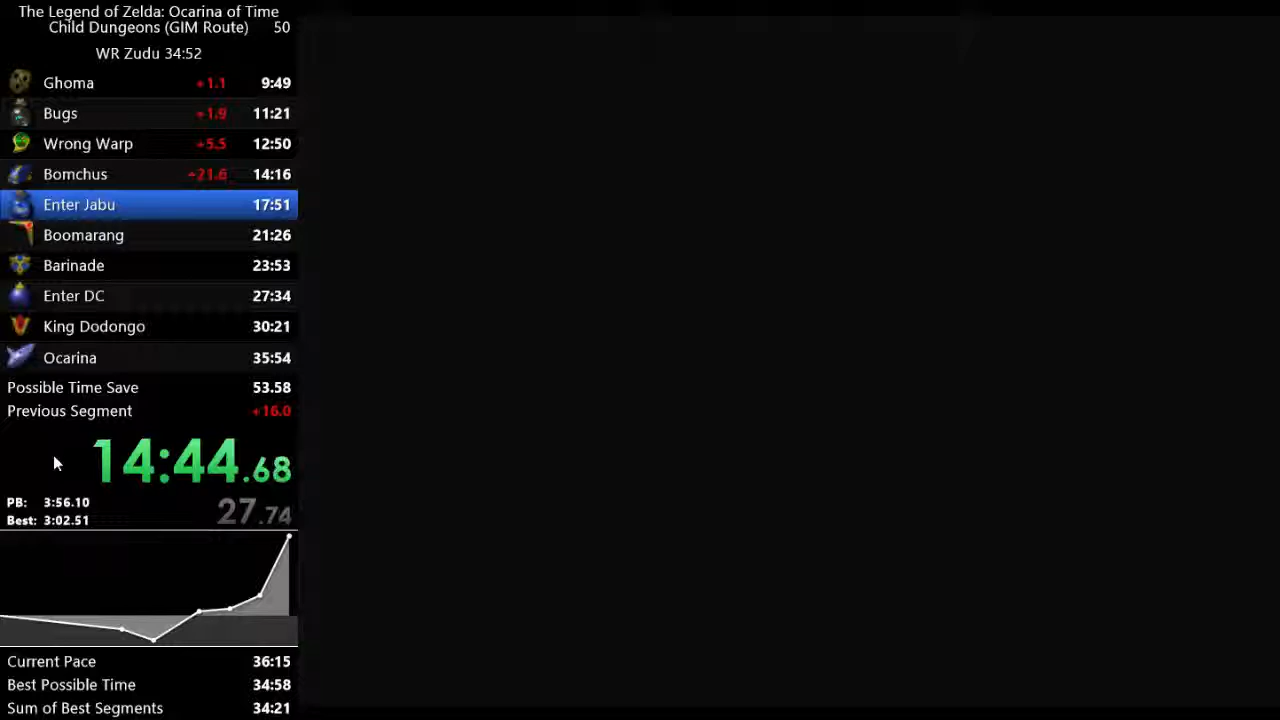 The Legend of Zelda: Ocarina of Time
Child Dungeons (GIM Route) 50
WR Zudu 34:52
Ghoma +1.1 9:49
Bugs +1.9 11:21
Wrong Warp +5.5 12:50
Bomchus +21.6 14:16
Enter Jabu 17:51
Boomarang 21:26
Barinade 23:53
Enter DC 27:34
King Dodongo 30:21
Ocarina 35:54
Possible Time Save 53.58
Previous Segment +16.0
14:44.68
PB: 3:56.10
Best: 3:02.51
27.74
Current Pace 36:15
Best Possible Time 34:58
Sum of Best Segments 34:21